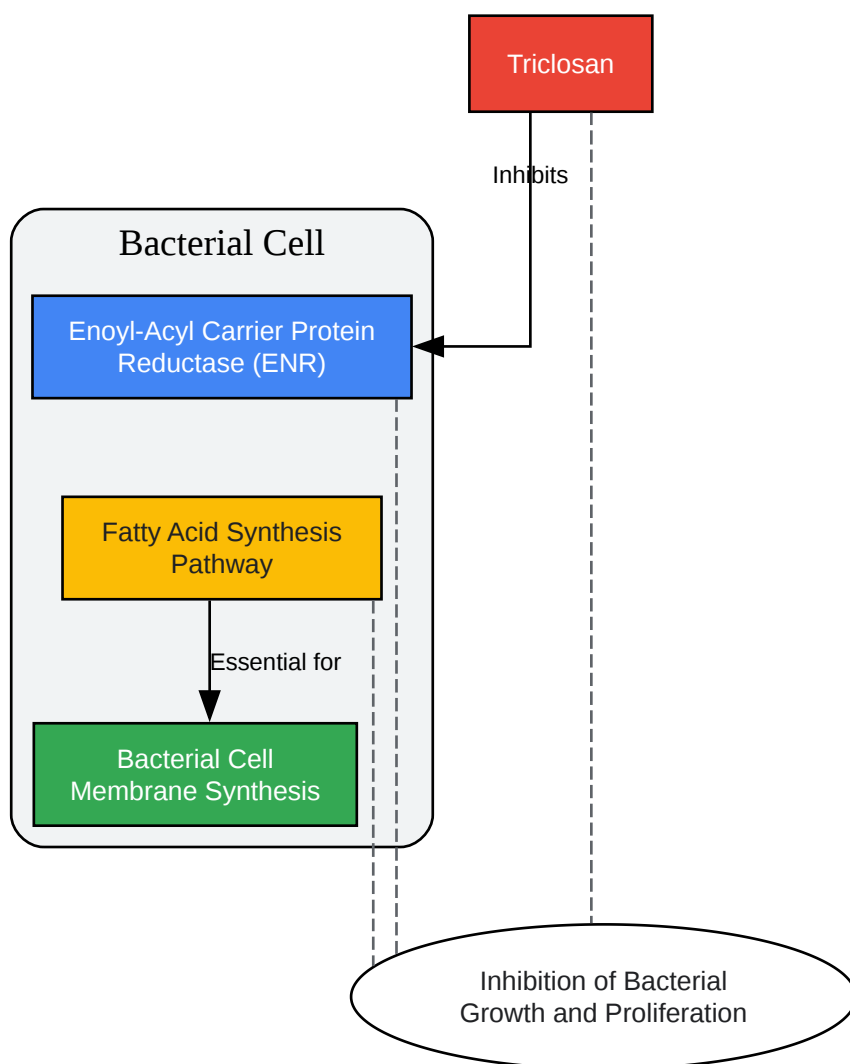 Triclosan
Inhibits
Bacterial Cell
Enoyl-Acyl Carrier Protein
Reductase (ENR)
Fatty Acid Synthesis
Pathway
Essential for
Bacterial Cell
Membrane Synthesis
Inhibition of Bacterial
Growth and Proliferation